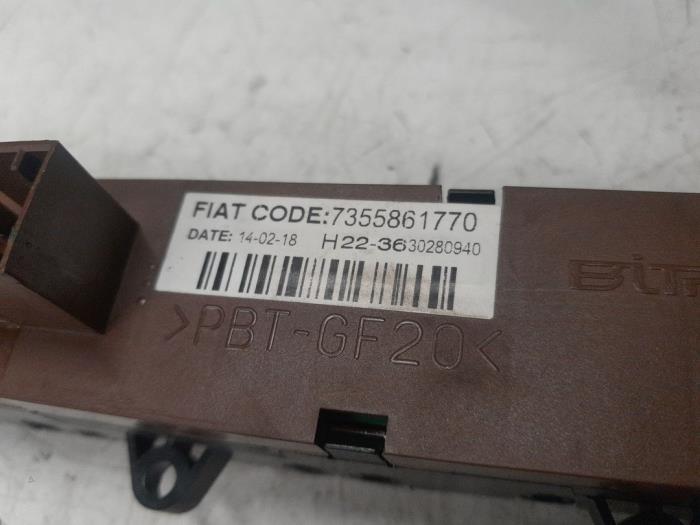 FIAT CODE:7355861770
DATE: 14-02-18 H22-3630280940
>PBT-GF20<